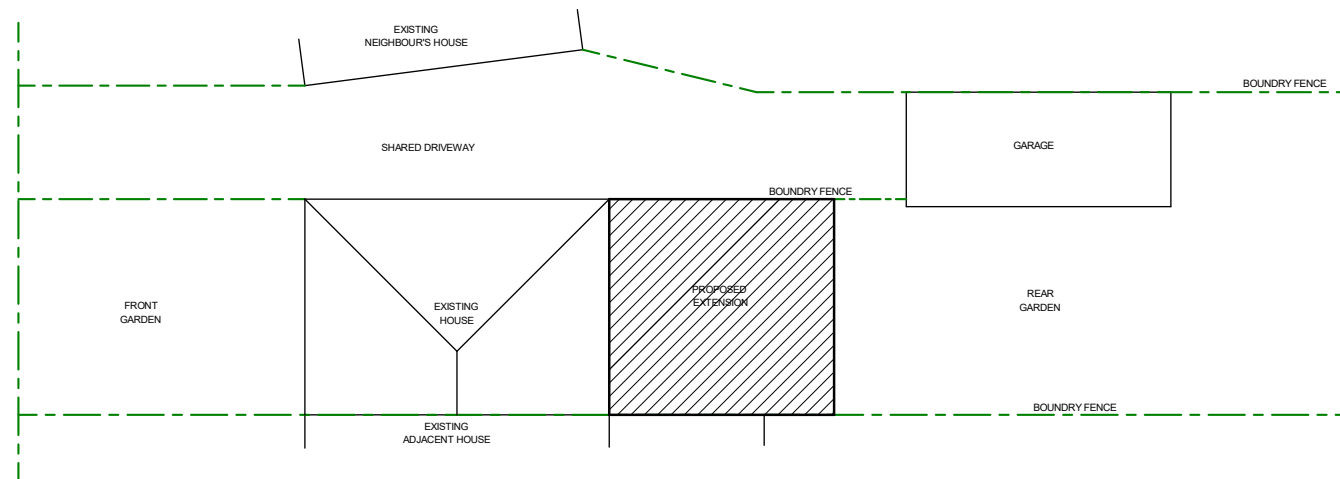 EXISTING
NEIGHBOUR'S HOUSE
BOUNDRY FENCE
SHARED DRIVEWAY
GARAGE
BOUNDRY FENCE
FRONT
GARDEN
EXISTING
HOUSE
PROPOSED
EXTENSION
REAR
GARDEN
BOUNDRY FENCE
EXISTING
ADJACENT HOUSE